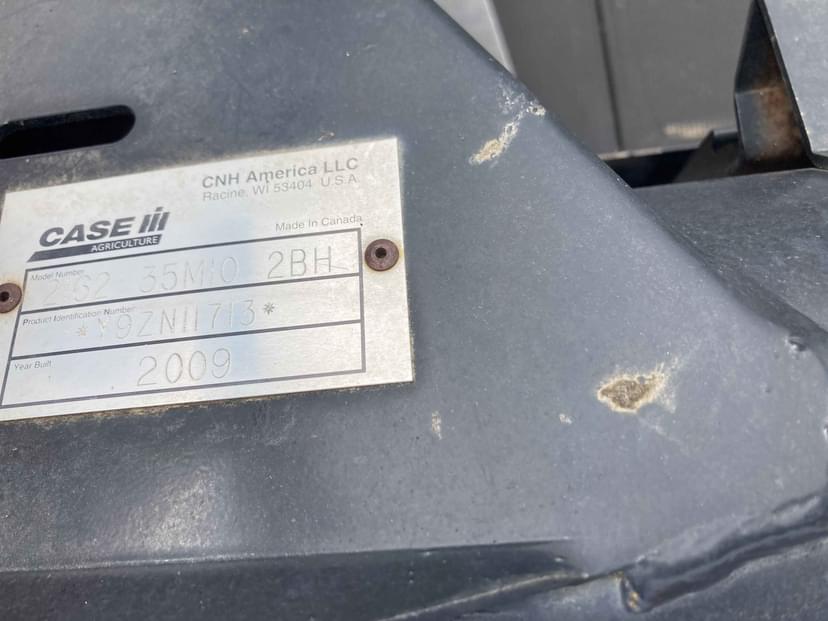 CNH America LLC
Racine, WI 53404 U.S.A.
CASE IH
AGRICULTURE
Made In Canada
Model Number
2162 35M10 2BH
Product Identification Number
*Y9ZN11713*
Year Built
2009